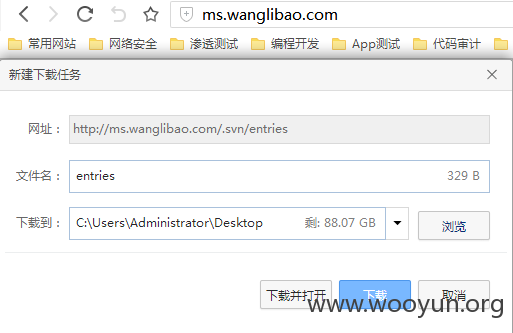 ms.wanglibao.com
常用网站 网络安全 渗透测试 编程开发 App测试 代码审计
新建下载任务
网址： http://ms.wanglibao.com/.svn/entries
文件名： entries 329 B
下载到： C:\Users\Administrator\Desktop 剩: 88.07 GB 浏览
下载并打开 下载 取消
www.wooyun.org